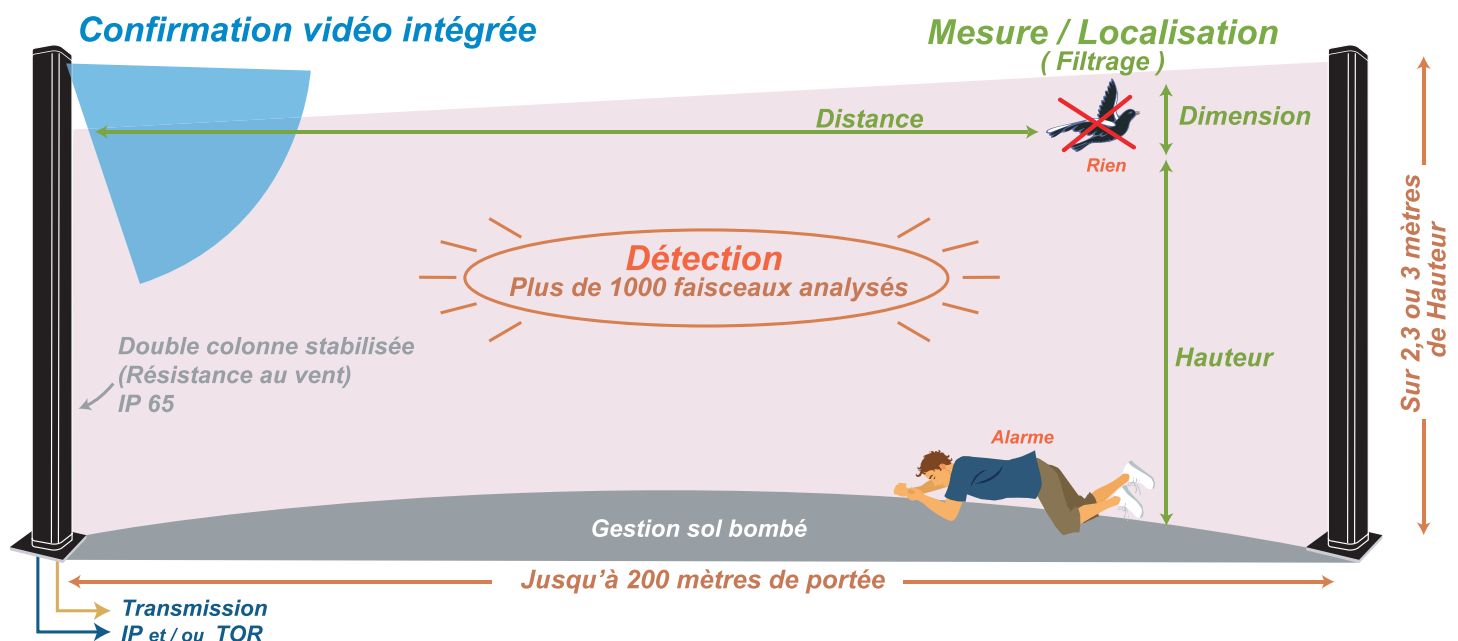 Confirmation vidéo intégrée
Mesure / Localisation
( Filtrage )
Distance
Dimension
Rien
Détection
Plus de 1000 faisceaux analysés
Sur 2,3 ou 3 mètres
de Hauteur
Double colonne stabilisée
(Résistance au vent)
IP 65
Hauteur
Alarme
Gestion sol bombé
Jusqu'à 200 mètres de portée
Transmission
IP et / ou TOR